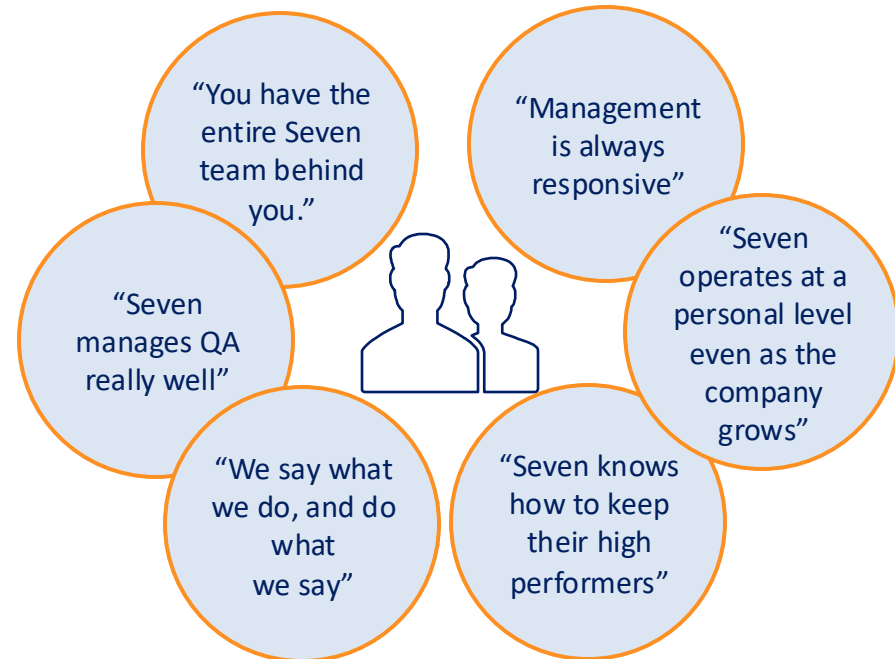 “You have the
entire Seven
team behind
you.”
“Management
is always
responsive”
“Seven
operates at a
personal level
even as the
company
grows”
“Seven
manages QA
really well”
“We say what
we do, and do
what
we say”
“Seven knows
how to keep
their high
performers”